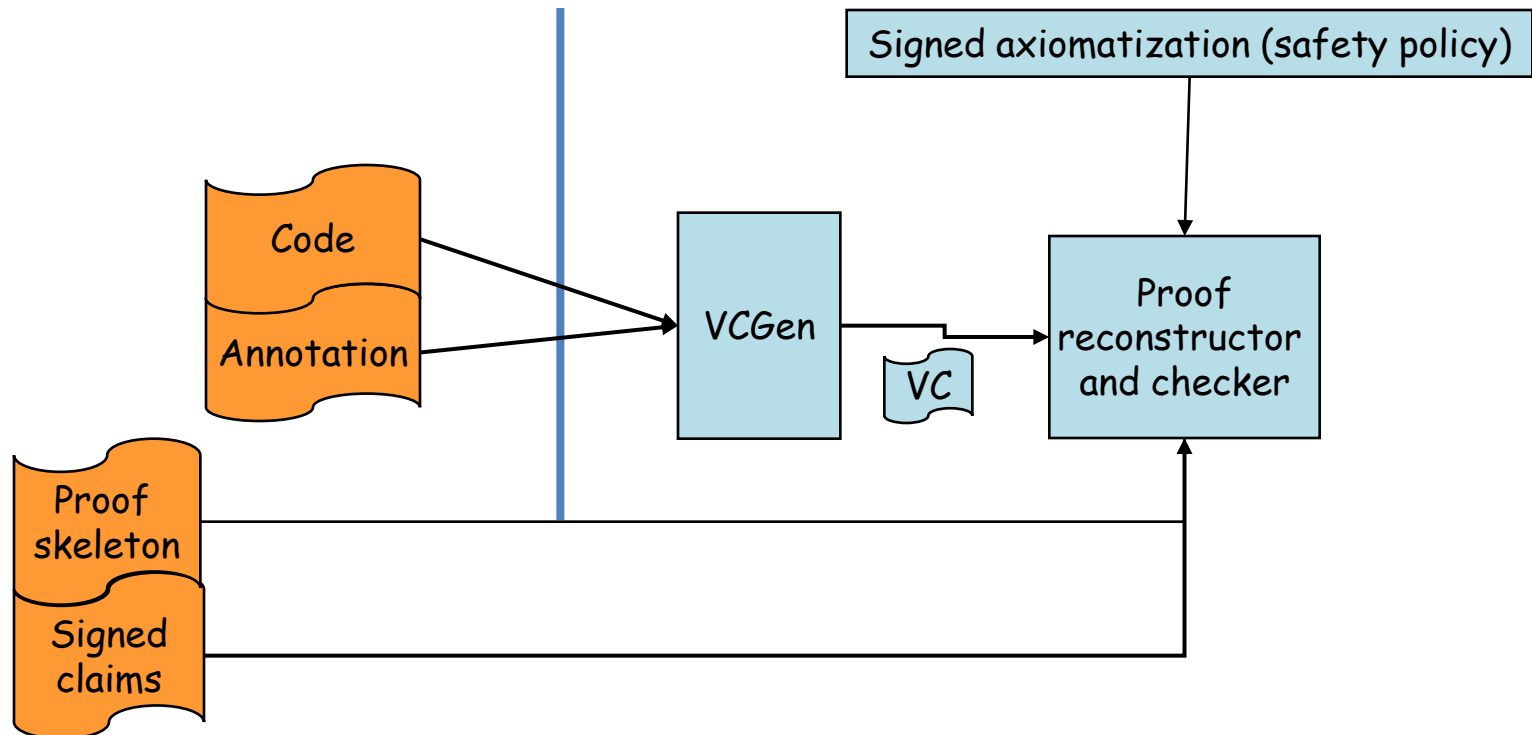 Signed axiomatization (safety policy)
Code
Annotation
VCGen
VC
Proof
reconstructor
and checker
Proof
skeleton
Signed
claims